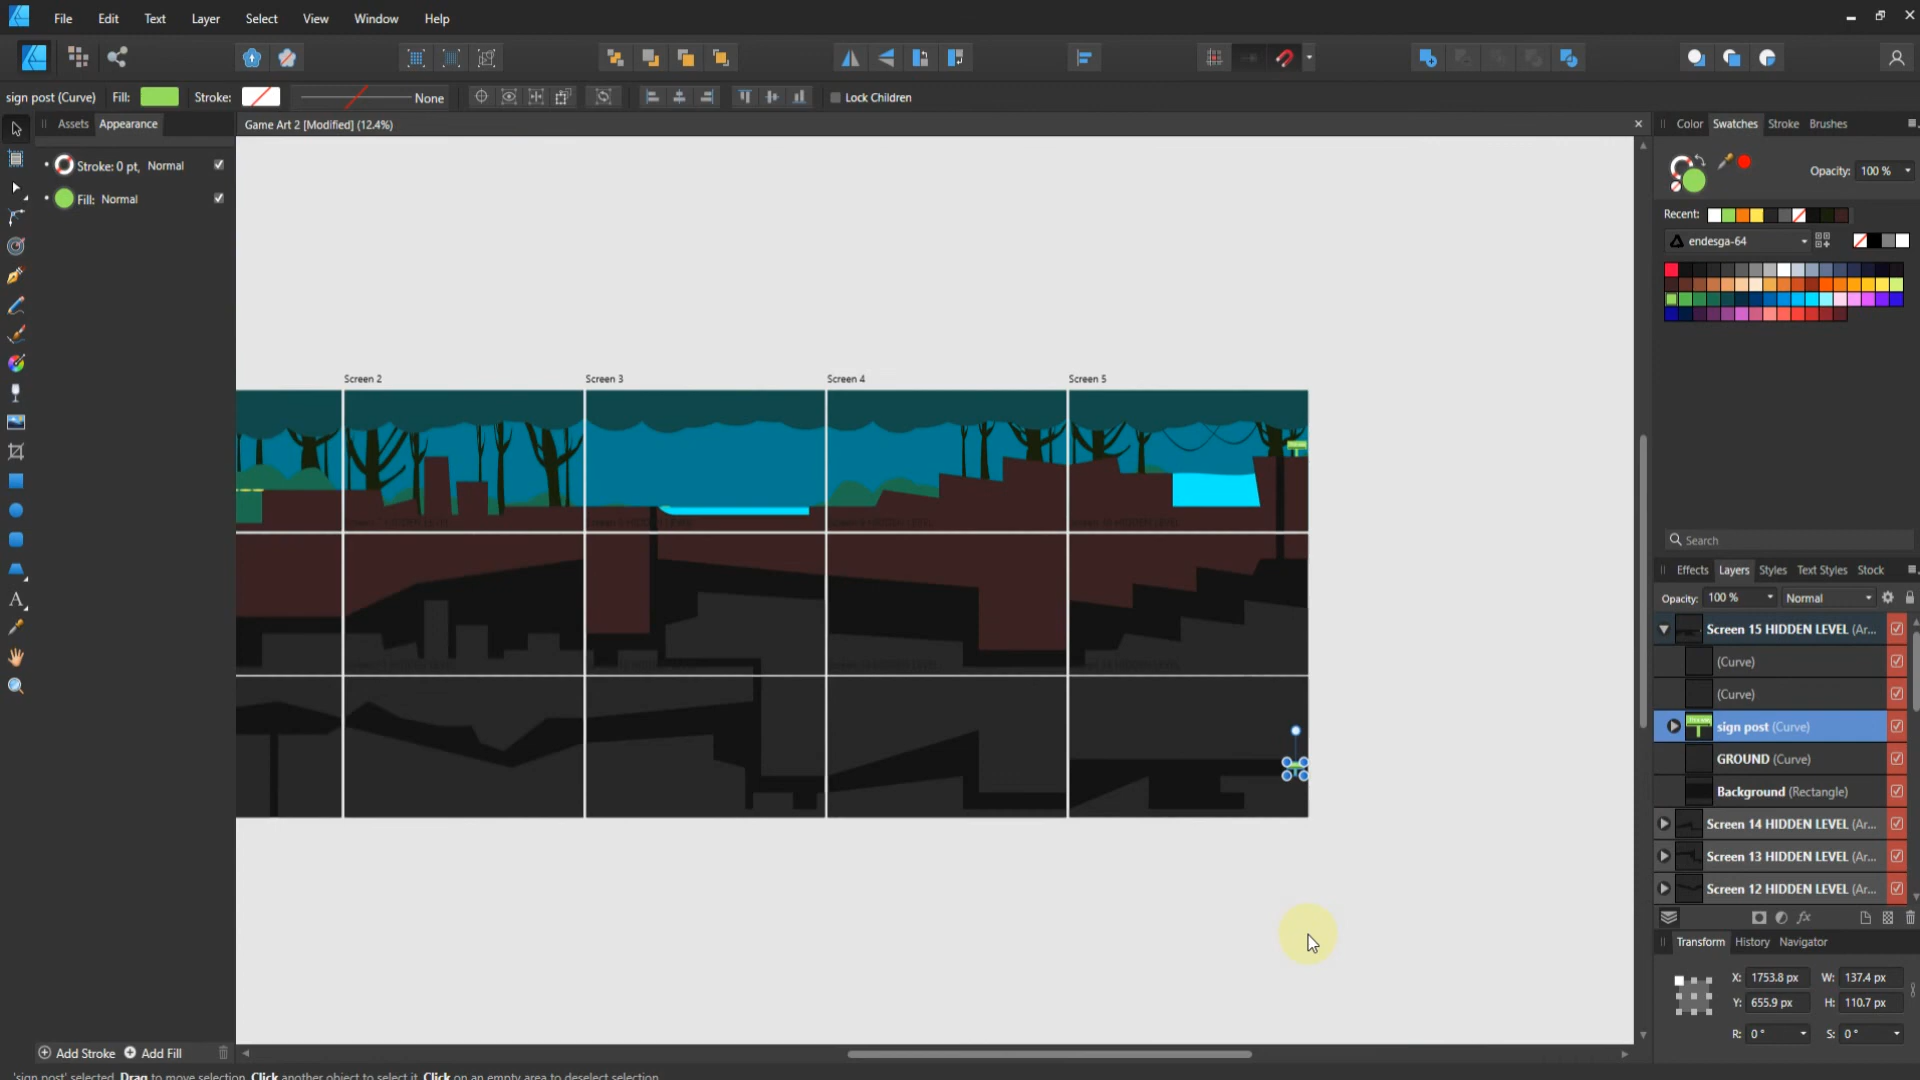 File Edit Text Layer Select View Window Help
sign post (Curve) Fill: Stroke: None Lock Children
Assets Appearance
Game Art 2 [Modified] (12.4%)
Color Swatches Stroke Brushes
Stroke: 0 pt, Normal
Fill: Normal
Opacity: 100 %
Recent:
endesga-64
Screen 2 Screen 3 Screen 4 Screen 5
Search
Effects Layers Styles Text Styles Stock
Opacity: 100 % Normal
Screen 15 HIDDEN LEVEL (Ar...
(Curve)
(Curve)
sign post (Curve)
GROUND (Curve)
Background (Rectangle)
Screen 14 HIDDEN LEVEL (Ar...
Screen 13 HIDDEN LEVEL (Ar...
Screen 12 HIDDEN LEVEL (Ar...
fx
Transform History Navigator
X: 1753.8 px W: 137.4 px
Y: 655.9 px H: 110.7 px
R: 0° S: 0°
Add Stroke Add Fill
'sign post' selected. Drag to move selection. Click another object to select it. Click on an empty area to deselect selection.